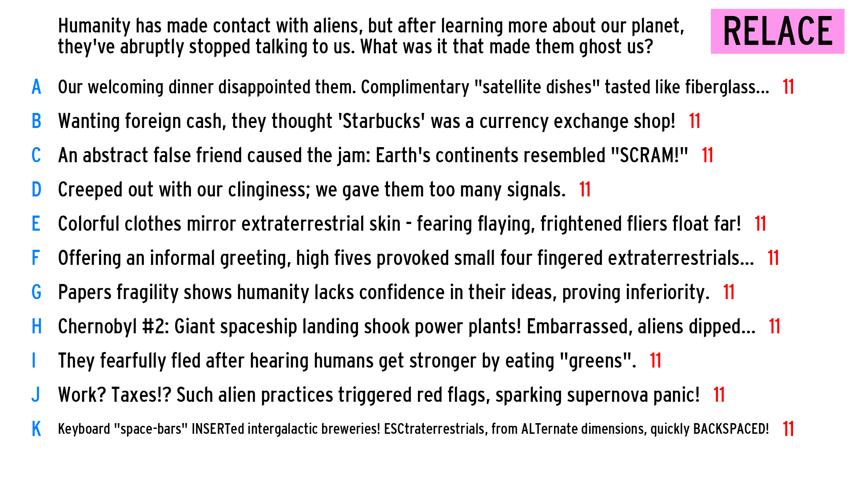 Humanity has made contact with aliens, but after learning more about our planet,
they've abruptly stopped talking to us. What was it that made them ghost us?
RELACE
A Our welcoming dinner disappointed them. Complimentary "satellite dishes" tasted like fiberglass... 11
B Wanting foreign cash, they thought 'Starbucks' was a currency exchange shop! 11
C An abstract false friend caused the jam: Earth's continents resembled "SCRAM!" 11
D Creeped out with our clinginess; we gave them too many signals. 11
E Colorful clothes mirror extraterrestrial skin - fearing flaying, frightened fliers float far! 11
F Offering an informal greeting, high fives provoked small four fingered extraterrestrials... 11
G Papers fragility shows humanity lacks confidence in their ideas, proving inferiority. 11
H Chernobyl #2: Giant spaceship landing shook power plants! Embarrassed, aliens dipped... 11
I They fearfully fled after hearing humans get stronger by eating "greens". 11
J Work? Taxes!? Such alien practices triggered red flags, sparking supernova panic! 11
K Keyboard "space-bars" INSERTed intergalactic breweries! ESCtraterrestrials, from ALTernate dimensions, quickly BACKSPACED! 11